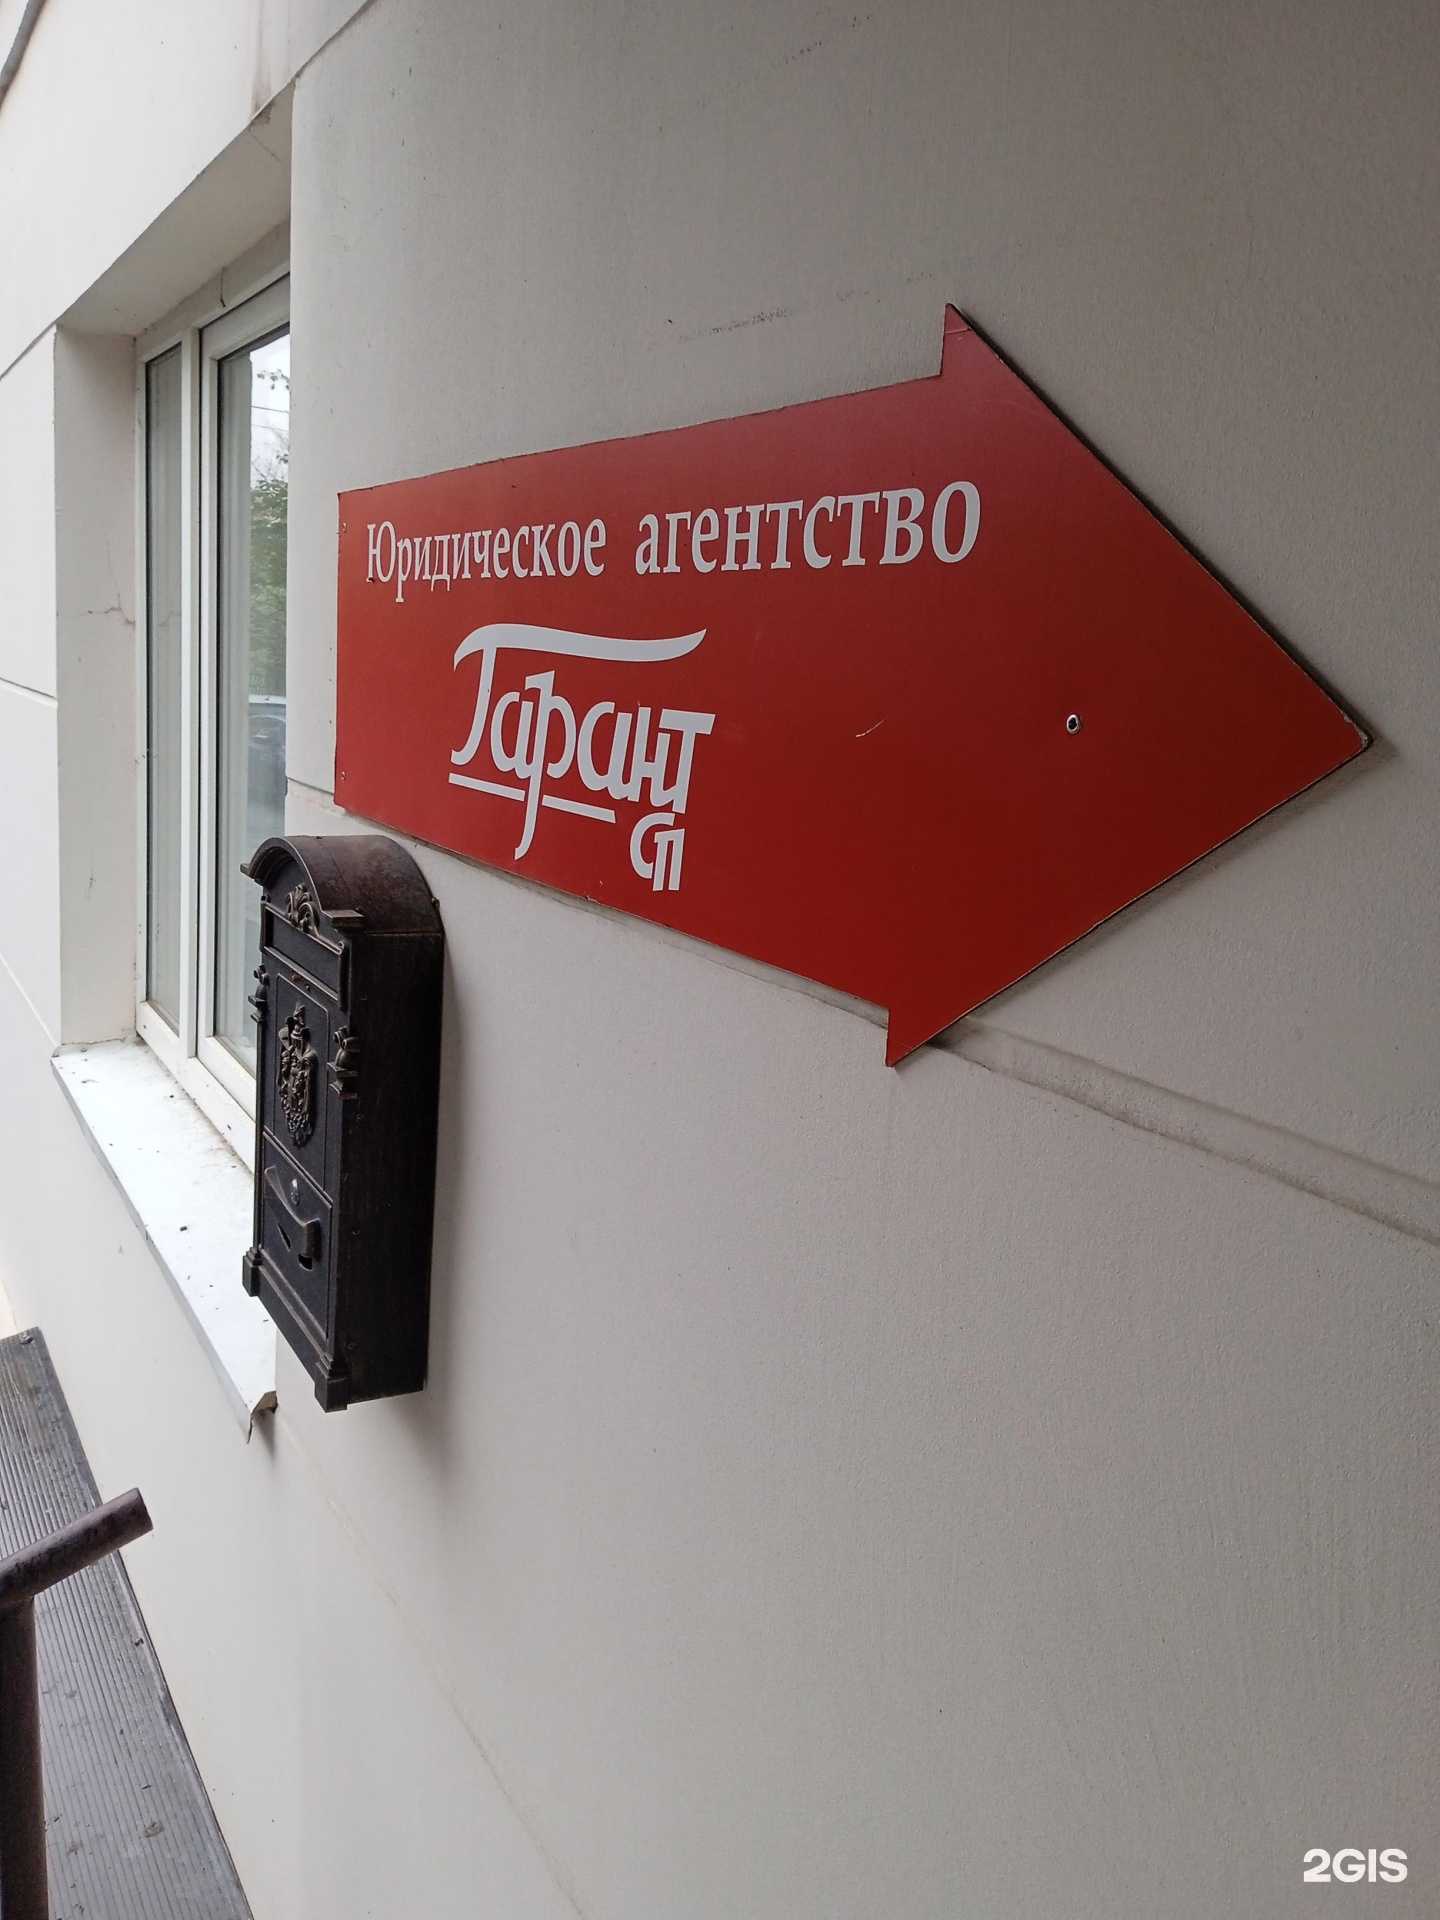 Юридическое агентство
Гарант
СП
2GIS